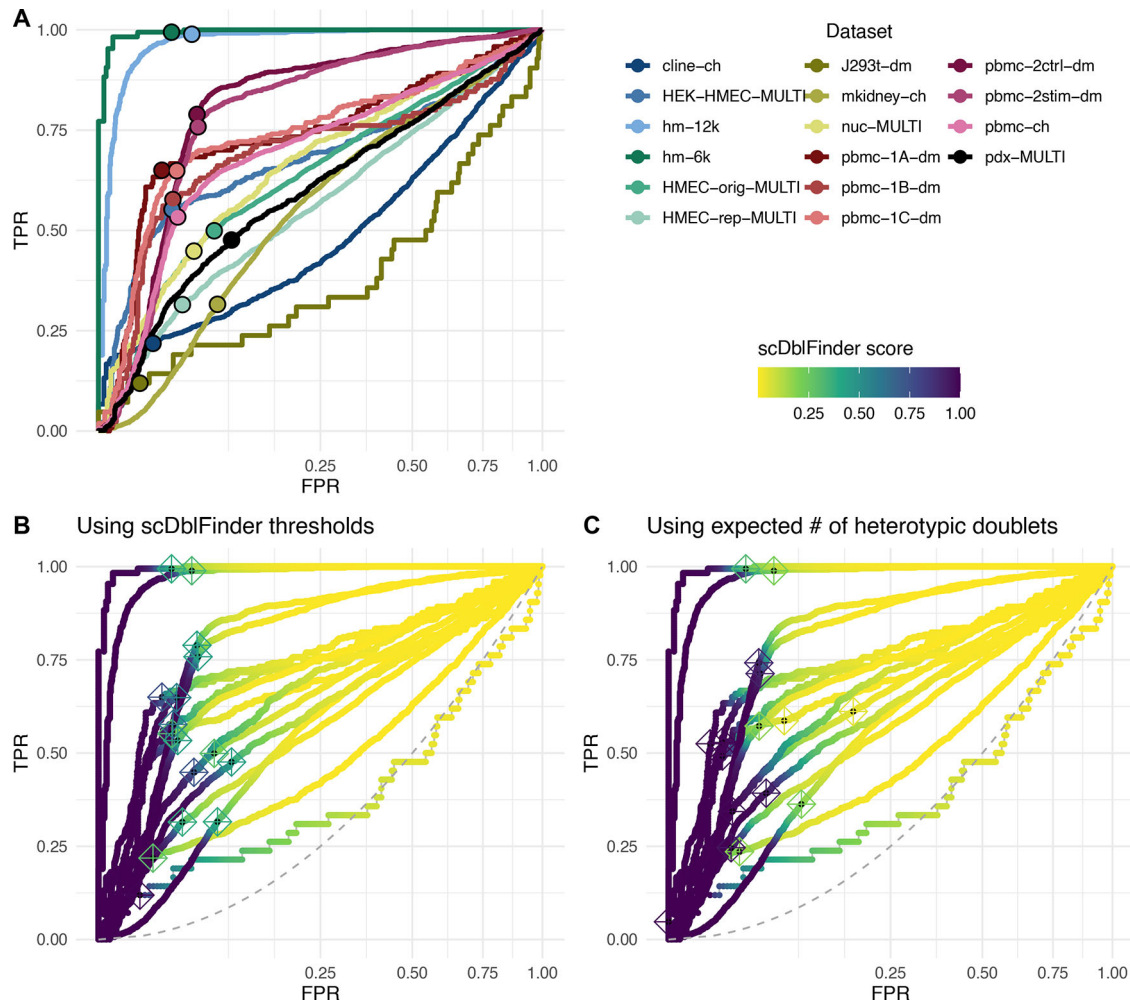 A
1.00
0.75
0.50
0.25
0.00
TPR
0.25 0.50 0.75 1.00
FPR
Dataset
cline−ch J293t−dm pbmc−2ctrl−dm
HEK−HMEC−MULTI mkidney−ch pbmc−2stim−dm
hm−12k nuc−MULTI pbmc−ch
hm−6k pbmc−1A−dm pdx−MULTI
HMEC−orig−MULTI pbmc−1B−dm
HMEC−rep−MULTI pbmc−1C−dm
scDblFinder score
0.25 0.50 0.75 1.00
B Using scDblFinder thresholds
1.00
0.75
0.50
0.25
0.00
TPR
0.25 0.50 0.75 1.00
FPR
C Using expected # of heterotypic doublets
1.00
0.75
0.50
0.25
0.00
TPR
0.25 0.50 0.75 1.00
FPR